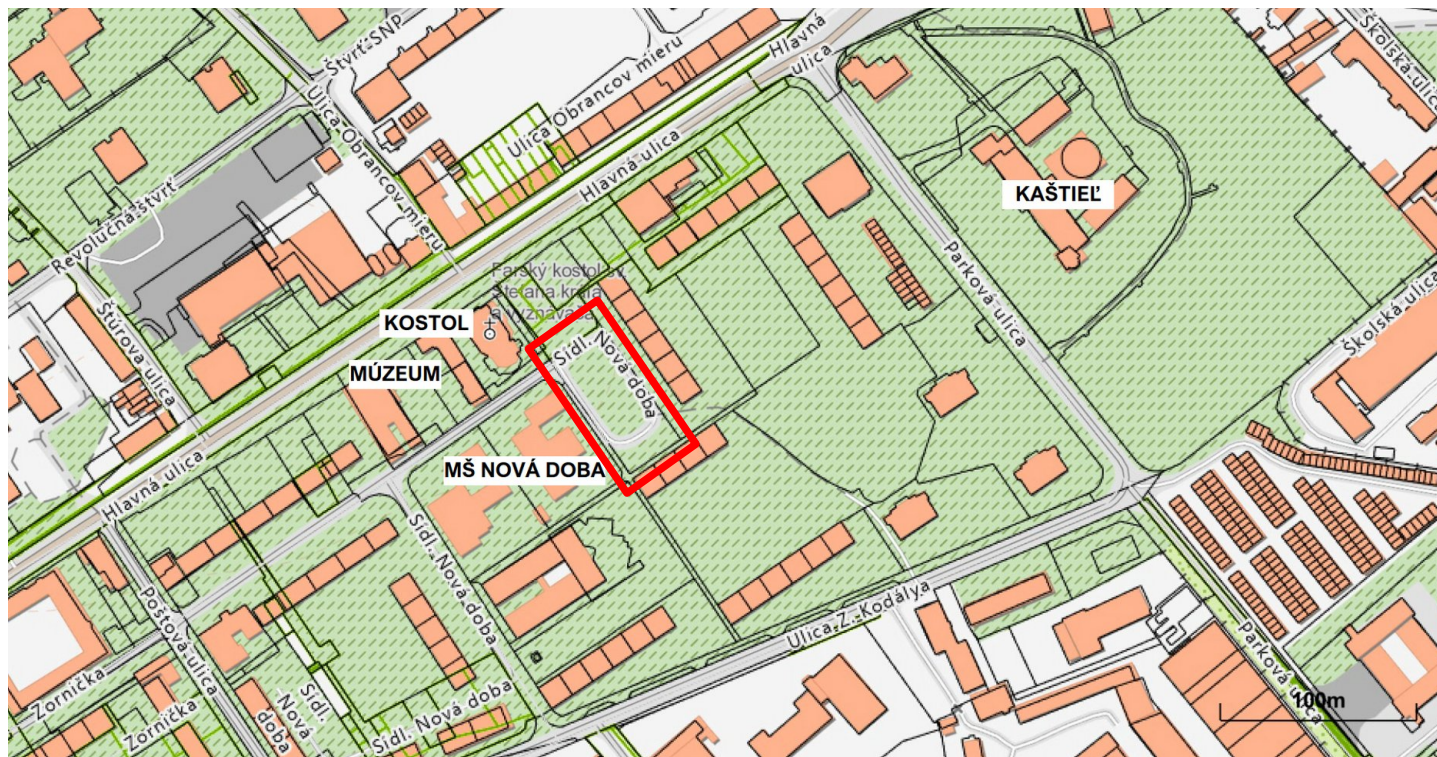 Štvrť SNP
Ulica Obrancov mieru
Ulica Obrancov mieru
Hlavná
ulica
Školská ulica
Hlavná ulica
Revolučná štvrť
KAŠTIEĽ
Parková ulica
Farský kostol sv.
Štefana kráľa
a vyznávača
KOSTOL
Štúrova ulica
MÚZEUM
Sídl. Nová doba
Školská ulica
MŠ NOVÁ DOBA
Hlavná ulica
Sídl. Nová doba
Poštová ulica
Ulica Z. Kodálya
Parková ulica
Zornička
Zornička
Sídl.
Nová
doba
Sídl. Nová doba
100m